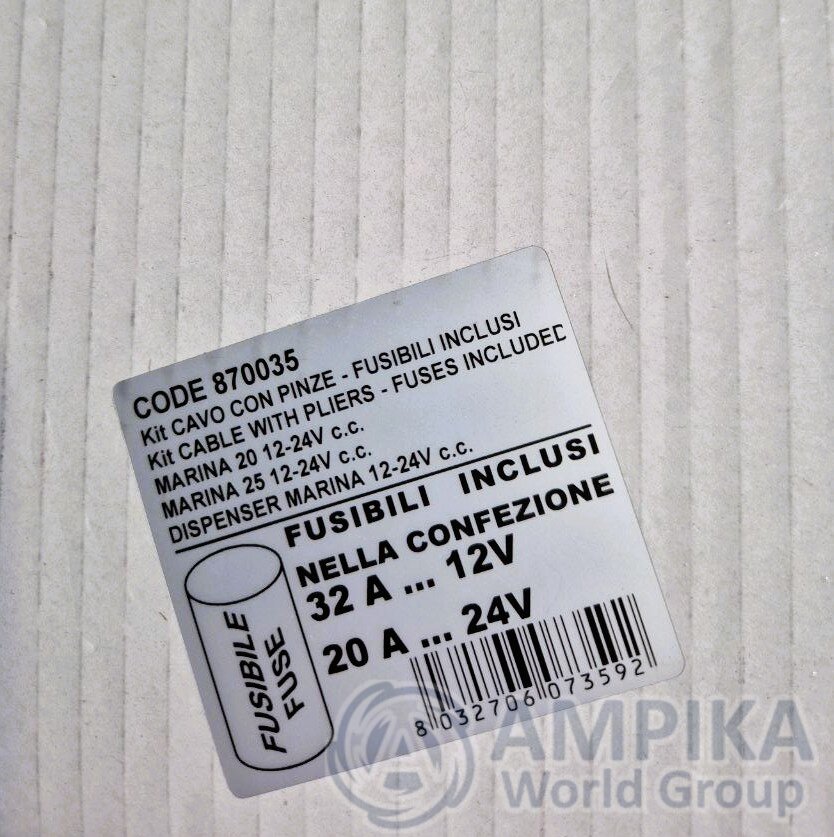 CODE 870035
Kit CAVO CON PINZE - FUSIBILI INCLUSI
Kit CABLE WITH PLIERS - FUSES INCLUDED
MARINA 20 12-24V c.c.
MARINA 25 12-24V c.c.
DISPENSER MARINA 12-24V c.c.
FUSIBILI INCLUSI
NELLA CONFEZIONE
32 A ... 12V
20 A ... 24V
FUSIBILE
FUSE
8 032706 073592
AMPIKA
World Group